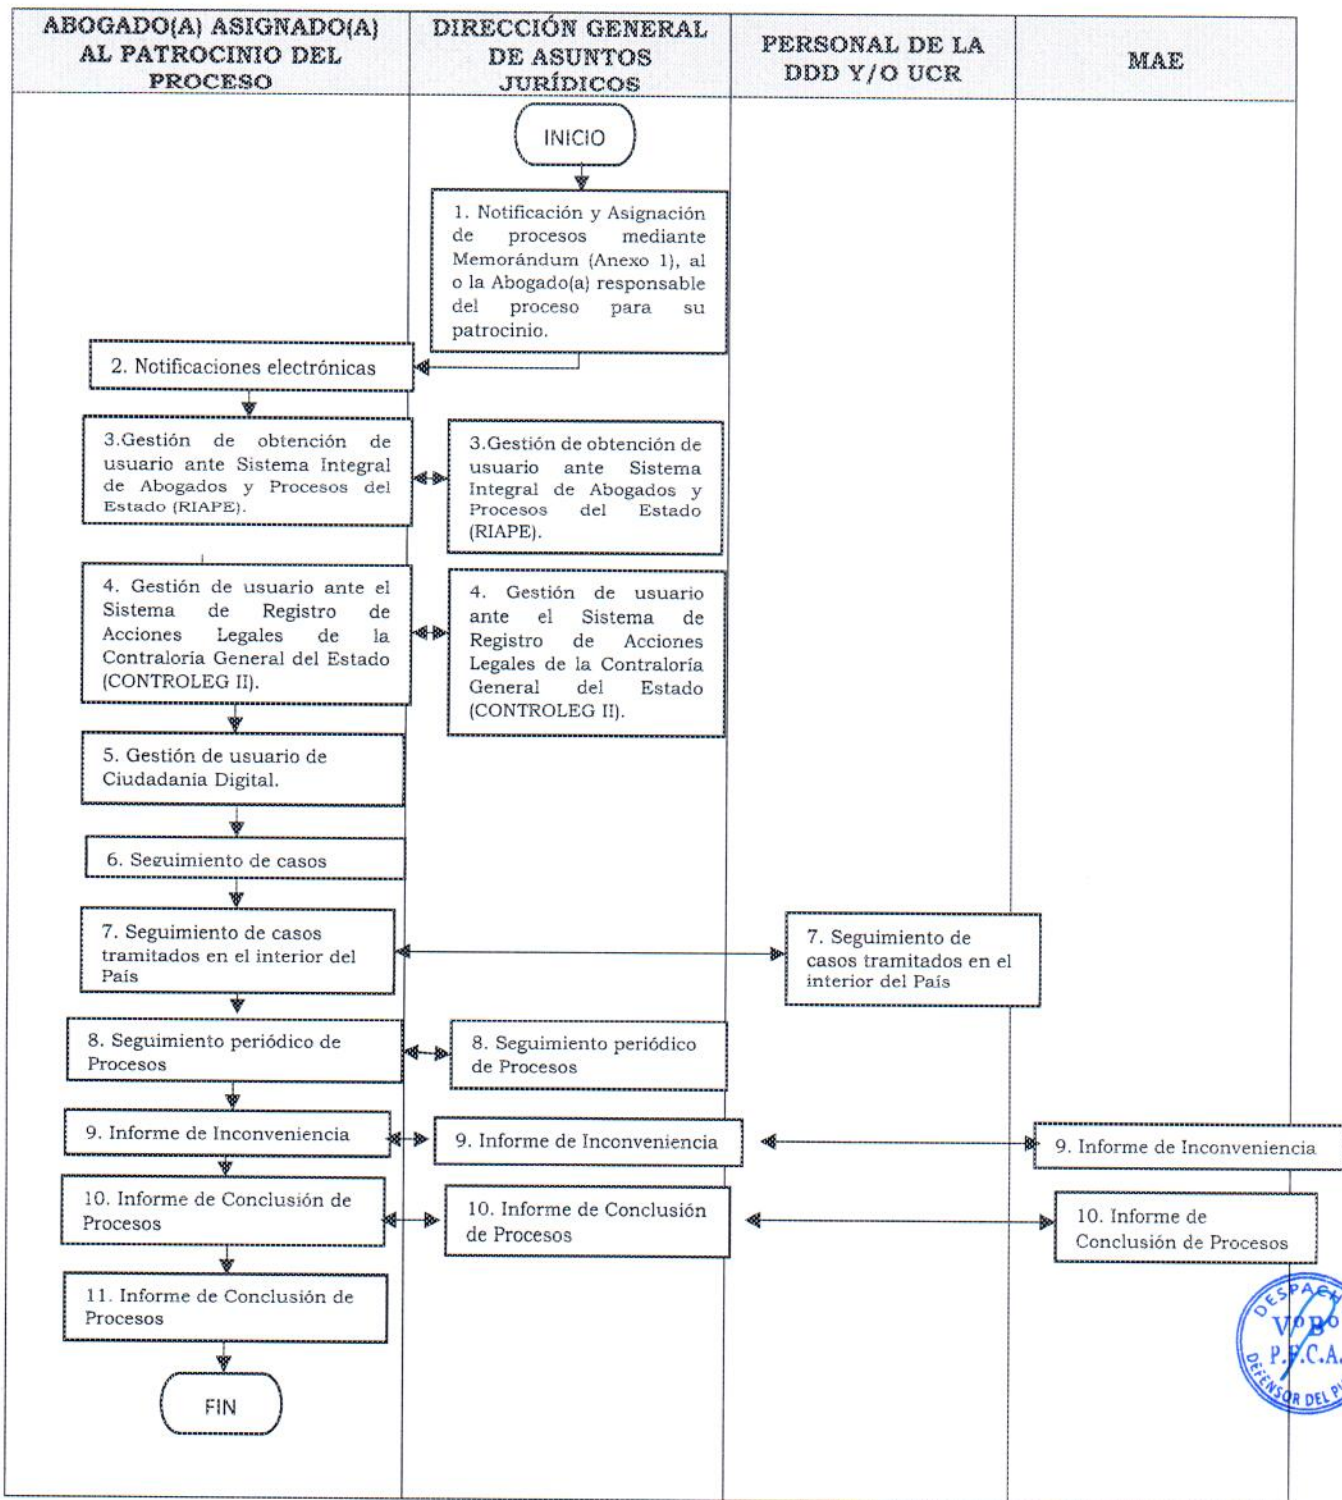 ABOGADO(A) ASIGNADO(A)
AL PATROCINIO DEL
PROCESO
DIRECCIÓN GENERAL
DE ASUNTOS
JURÍDICOS
PERSONAL DE LA
DDD Y/O UCR
MAE
INICIO
1. Notificación y Asignación
de procesos mediante
Memorándum (Anexo 1), al
o la Abogado(a) responsable
del proceso para su
patrocinio.
2. Notificaciones electrónicas
3.Gestión de obtención de
usuario ante Sistema Integral
de Abogados y Procesos del
Estado (RIAPE).
3.Gestión de obtención de
usuario ante Sistema
Integral de Abogados y
Procesos del Estado
(RIAPE).
4. Gestión de usuario ante el
Sistema de Registro de
Acciones Legales de la
Contraloría General del Estado
(CONTROLEG II).
4. Gestión de usuario
ante el Sistema de
Registro de Acciones
Legales de la Contraloría
General del Estado
(CONTROLEG II).
5. Gestión de usuario de
Ciudadanía Digital.
6. Seguimiento de casos
7. Seguimiento de casos
tramitados en el interior del
País
7. Seguimiento de
casos tramitados en el
interior del País
8. Seguimiento periódico de
Procesos
8. Seguimiento periódico
de Procesos
9. Informe de Inconveniencia
9. Informe de Inconveniencia
9. Informe de Inconveniencia
10. Informe de Conclusión de
Procesos
10. Informe de Conclusión
de Procesos
10. Informe de
Conclusión de Procesos
11. Informe de Conclusión de
Procesos
FIN
DESPACH
VºBº
P.F.C.A.
DEFENSOR DEL PU